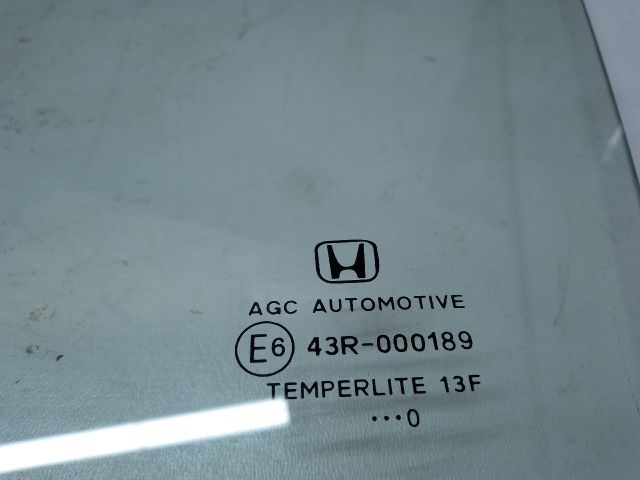 AGC AUTOMOTIVE
E6 43R-000189
TEMPERLITE 13F
•••0